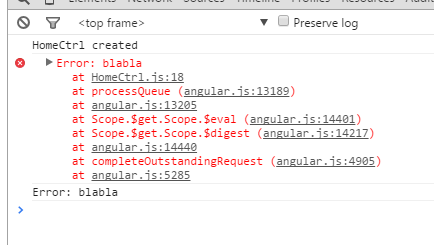 Elements Network Sources Timeline Profiles Resources
<top frame> Preserve log
HomeCtrl created
Error: blabla
at HomeCtrl.js:18
at processQueue (angular.js:13189)
at angular.js:13205
at Scope.$get.Scope.$eval (angular.js:14401)
at Scope.$get.Scope.$digest (angular.js:14217)
at angular.js:14440
at completeOutstandingRequest (angular.js:4905)
at angular.js:5285
Error: blabla